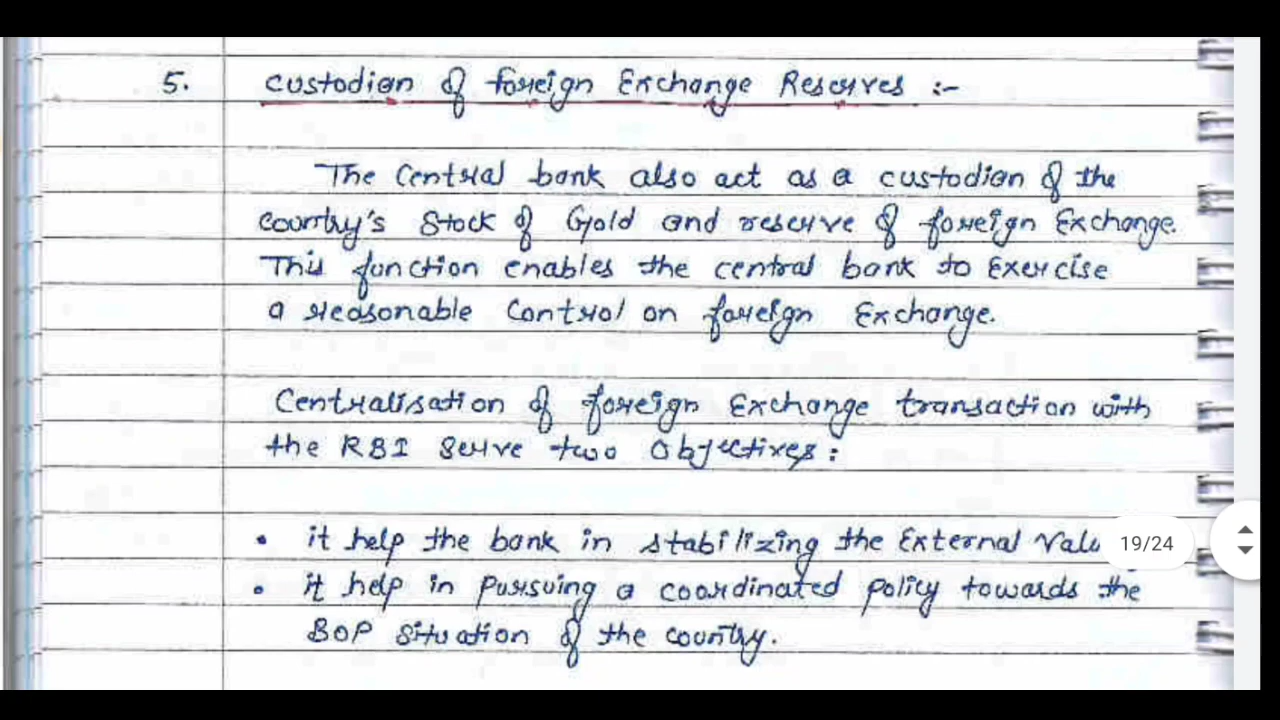 5. Custodian of foreign Exchange Reserves :-
The Central bank also act as a custodian of the
country's Stock of Gold and reserve of foreign Exchange.
This function enables the central bank to Exercise
a reasonable Control on foreign Exchange.
Centralisation of foreign Exchange transaction with
the RBI serve two Objectives :
• it help the bank in stabilizing the External
19/24
• it help in Pursuing a coordinated policy towards the
BOP situation of the country.